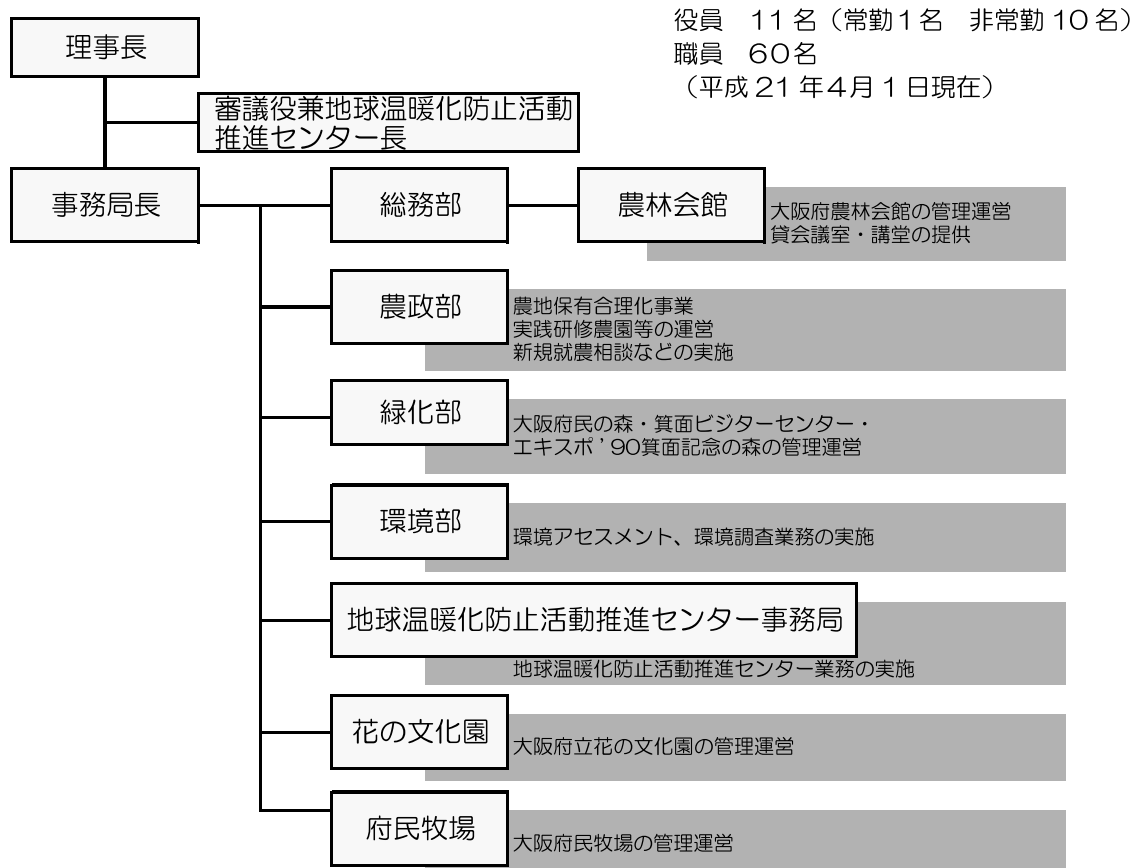 役員 11名（常勤1名 非常勤10名）
職員 60名
（平成21年4月1日現在）
理事長
審議役兼地球温暖化防止活動
推進センター長
事務局長
総務部
農林会館
大阪府農林会館の管理運営
貸会議室・講堂の提供
農政部
農地保有合理化事業
実践研修農園等の運営
新規就農相談などの実施
緑化部
大阪府民の森・箕面ビジターセンター・
エキスポ’90箕面記念の森の管理運営
環境部
環境アセスメント、環境調査業務の実施
地球温暖化防止活動推進センター事務局
地球温暖化防止活動推進センター業務の実施
花の文化園
大阪府立花の文化園の管理運営
府民牧場
大阪府民牧場の管理運営